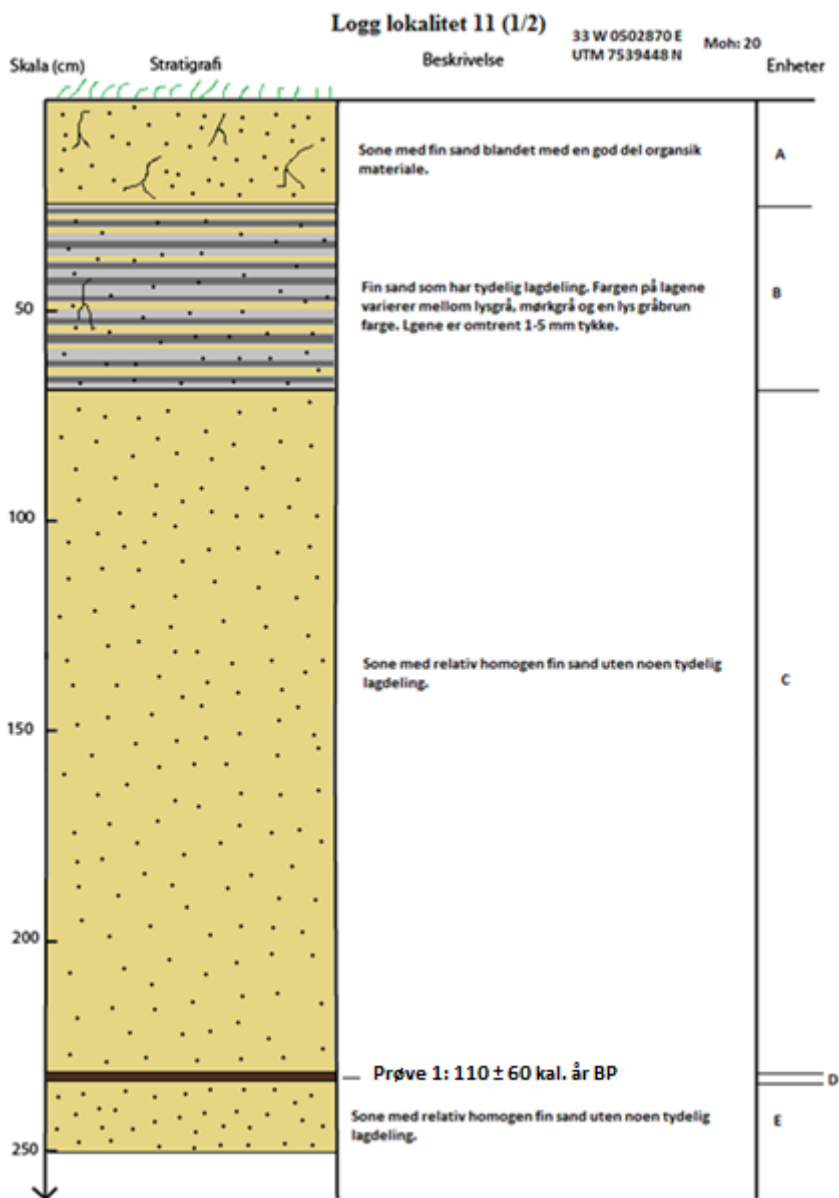 Logg lokalitet 11 (1/2)
33 W 0502870 E
UTM 7539448 N
Moh: 20
Skala (cm)
Stratigrafi
Beskrivelse
Enheter
Sone med fin sand blandet med en god del organsik
materiale.
A
Fin sand som har tydelig lagdeling. Fargen på lagene
varierer mellom lysgrå, mørkgrå og en lys gråbrun
farge. Lgene er omtrent 1-5 mm tykke.
B
50
100
Sone med relativ homogen fin sand uten noen tydelig
lagdeling.
C
150
200
Prøve 1: 110 ± 60 kal. år BP
D
Sone med relativ homogen fin sand uten noen tydelig
lagdeling.
E
250